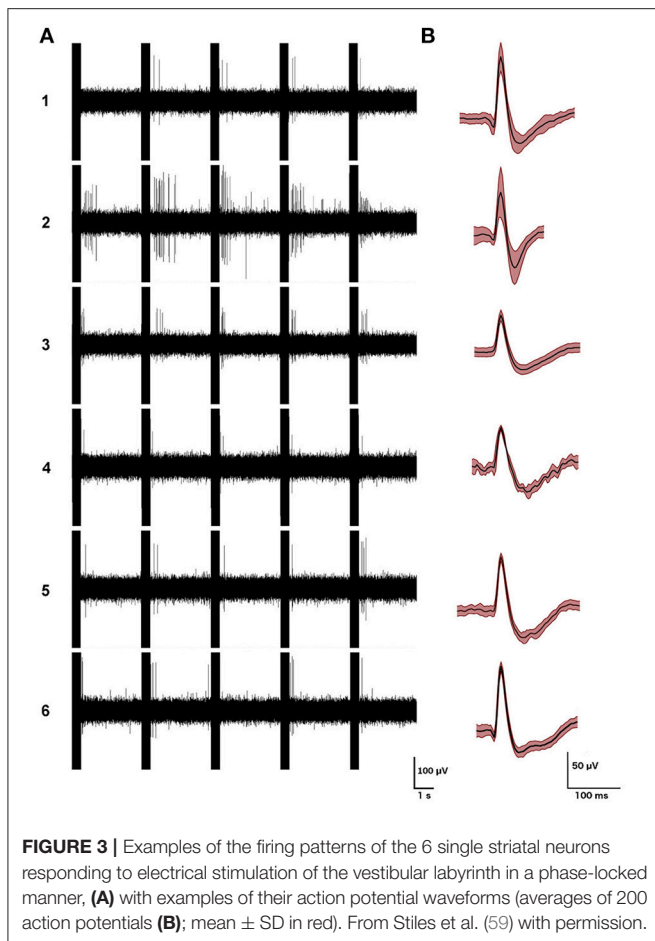 A
B
1
2
3
4
5
6
100 µV
1 s
50 µV
100 ms
FIGURE 3 | Examples of the firing patterns of the 6 single striatal neurons
responding to electrical stimulation of the vestibular labyrinth in a phase-locked
manner, (A) with examples of their action potential waveforms (averages of 200
action potentials (B); mean ± SD in red). From Stiles et al. (59) with permission.